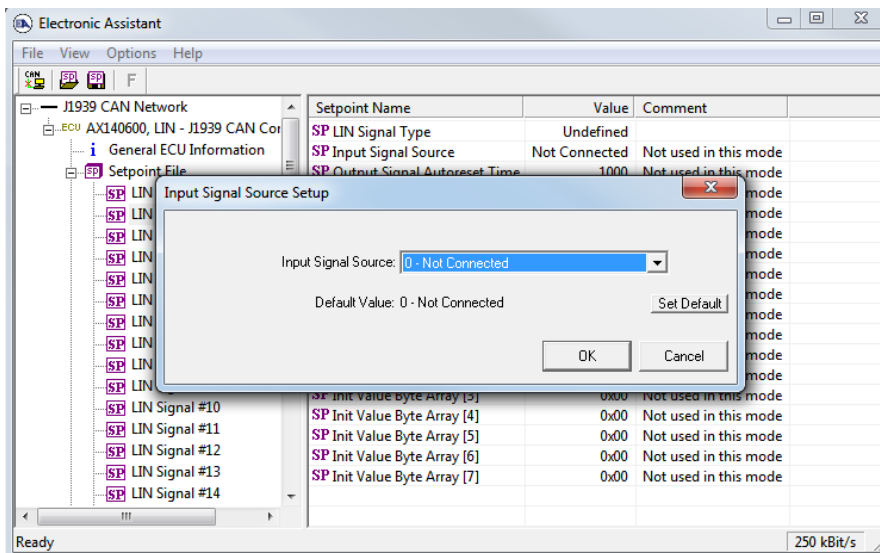 Electronic Assistant
File View Options Help
CAN SP SP F
J1939 CAN Network
ECU AX140600, LIN - J1939 CAN Cor
i General ECU Information
SP Setpoint File
SP LIN
SP LIN
SP LIN
SP LIN
SP LIN
SP LIN
SP LIN
SP LIN
SP LIN
SP LIN
SP LIN Signal #10
SP LIN Signal #11
SP LIN Signal #12
SP LIN Signal #13
SP LIN Signal #14
Setpoint Name Value Comment
SP LIN Signal Type Undefined
SP Input Signal Source Not Connected Not used in this mode
SP Output Signal Autoreset Time 1000 Not used in this mode
mode
mode
mode
mode
mode
mode
mode
mode
mode
mode
Input Signal Source Setup
Input Signal Source: 0 - Not Connected
Default Value: 0 - Not Connected Set Default
OK Cancel
SP Init Value Byte Array [3] 0x00 Not used in this mode
SP Init Value Byte Array [4] 0x00 Not used in this mode
SP Init Value Byte Array [5] 0x00 Not used in this mode
SP Init Value Byte Array [6] 0x00 Not used in this mode
SP Init Value Byte Array [7] 0x00 Not used in this mode
Ready 250 kBit/s